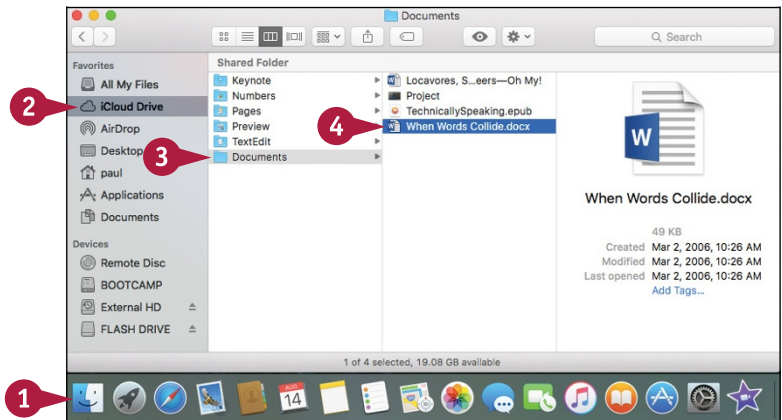 Documents
Search
Favorites
All My Files
iCloud Drive
AirDrop
Desktop
paul
Applications
Documents
Devices
Remote Disc
BOOTCAMP
External HD
FLASH DRIVE
Shared Folder
Keynote
Numbers
Pages
Preview
TextEdit
Documents
Locavores, S...eers—Oh My!
Project
TechnicallySpeaking.epub
When Words Collide.docx
W
When Words Collide.docx
49 KB
Created Mar 2, 2006, 10:26 AM
Modified Mar 2, 2006, 10:26 AM
Last opened Mar 2, 2006, 10:26 AM
Add Tags...
1 of 4 selected, 19.08 GB available
2
3
4
1
AUG
14